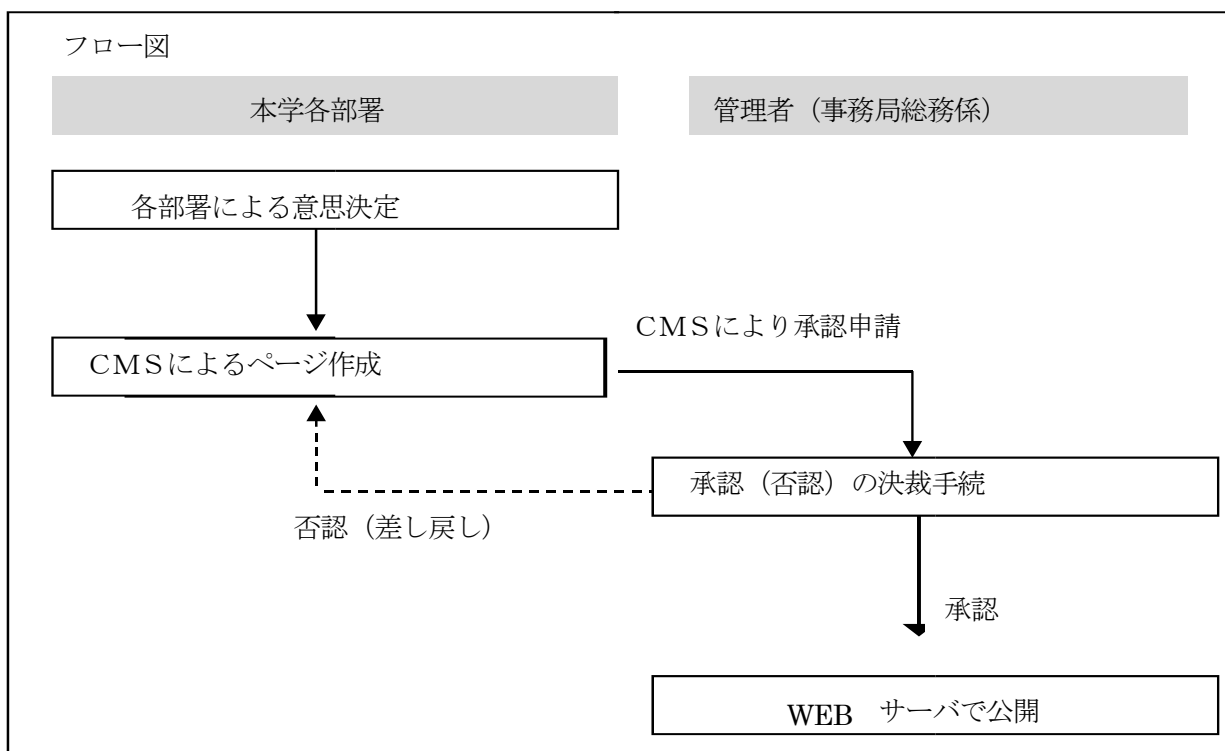 フロー図
本学各部署
管理者（事務局総務係）
各部署による意思決定
ＣＭＳにより承認申請
ＣＭＳによるページ作成
承認（否認）の決裁手続
否認（差し戻し）
承認
WEB　サーバで公開